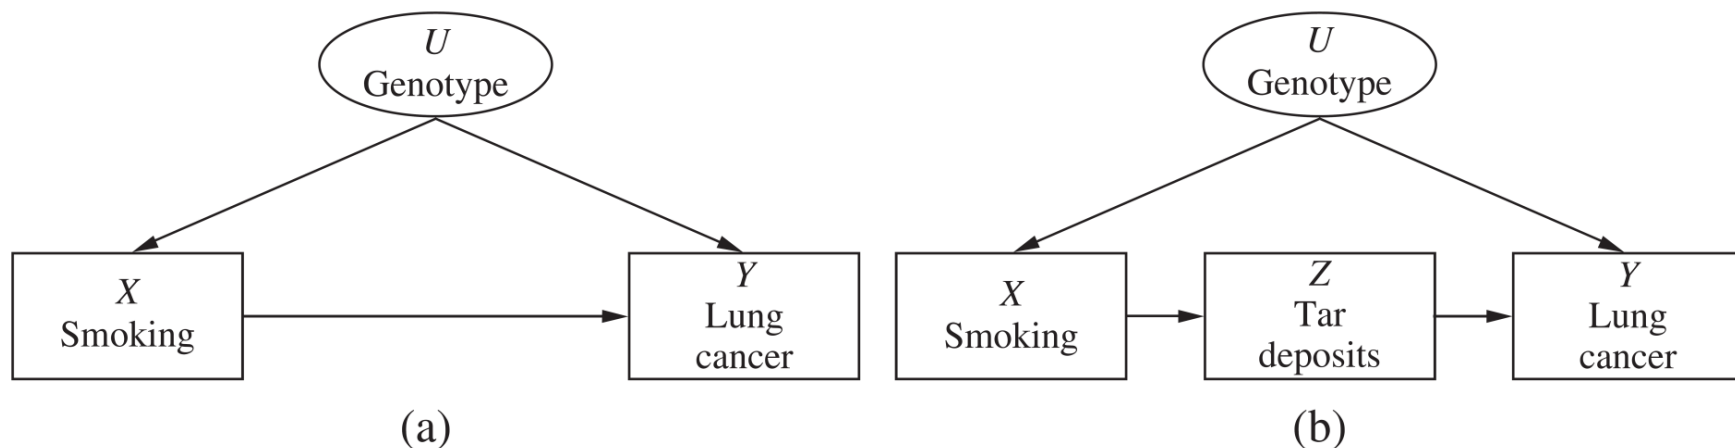 U
Genotype
X
Smoking
Y
Lung
cancer
(a)
U
Genotype
X
Smoking
Z
Tar
deposits
Y
Lung
cancer
(b)